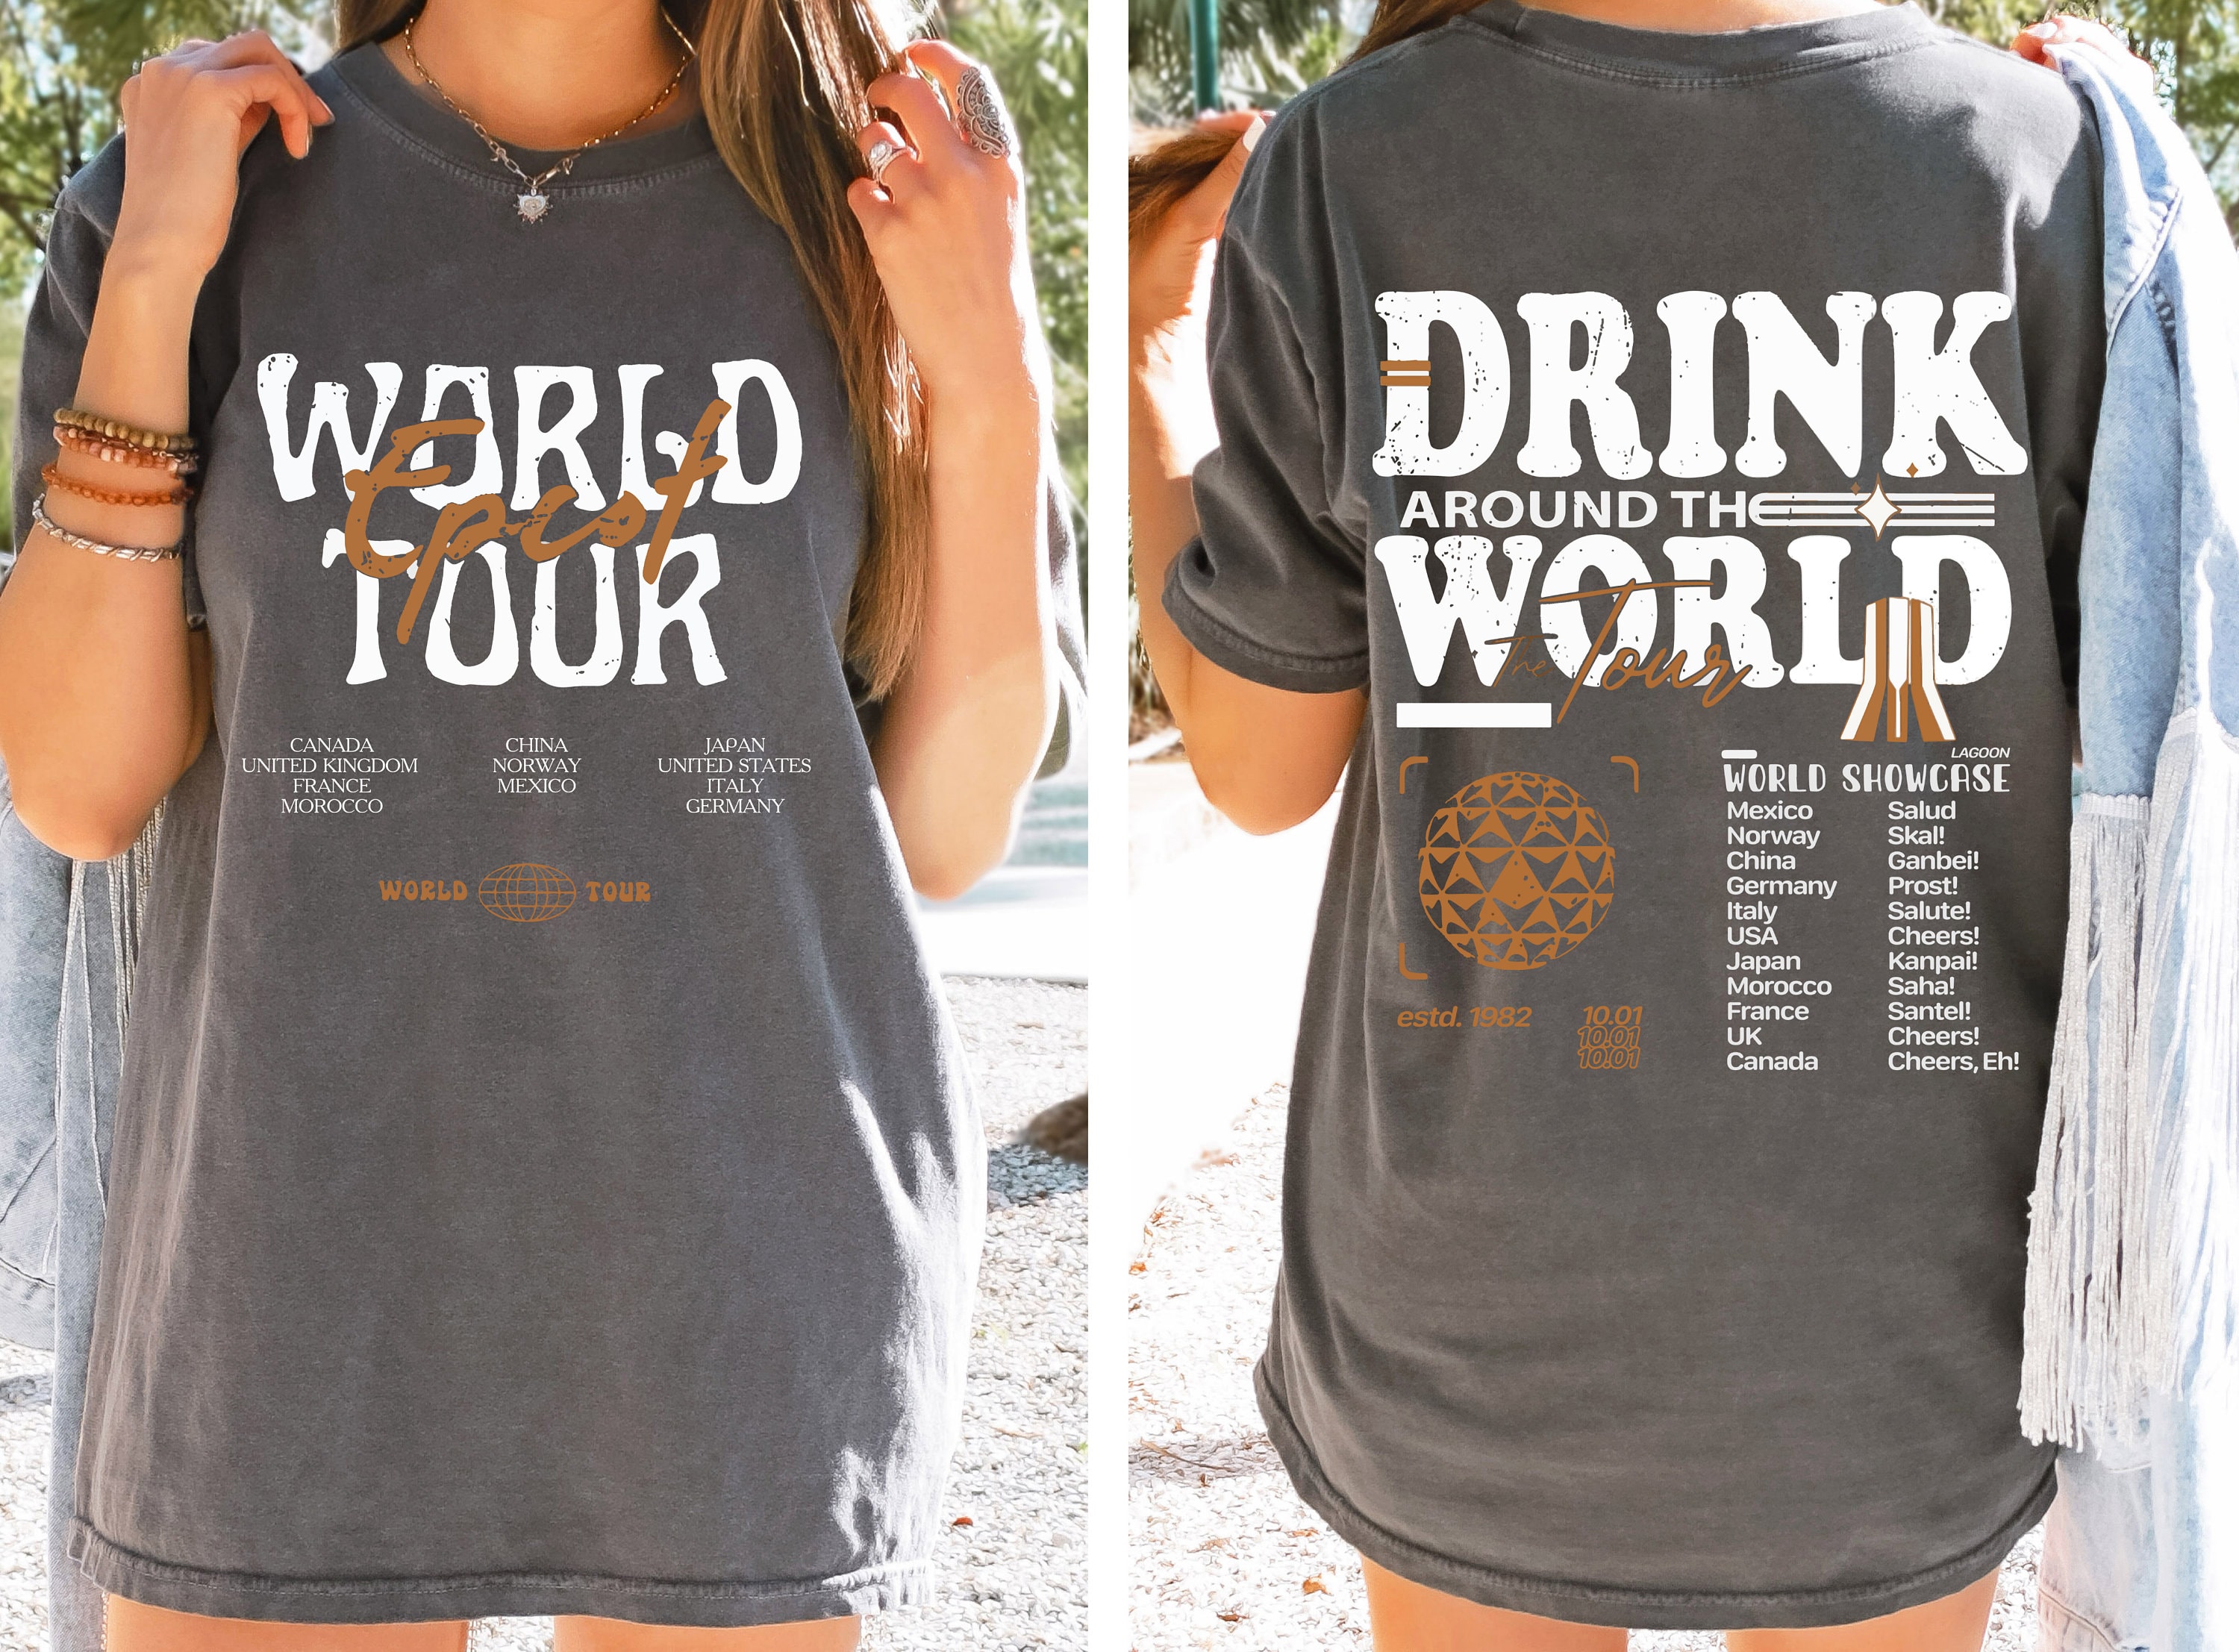 WORLD
Epcot
TOUR
CANADA
UNITED KINGDOM
FRANCE
MOROCCO
CHINA
NORWAY
MEXICO
JAPAN
UNITED STATES
ITALY
GERMANY
WORLD TOUR
DRINK
AROUND THE
WORLD
The Tour
LAGOON
WORLD SHOWCASE
Mexico Salud
Norway Skal!
China Ganbei!
Germany Prost!
Italy Salute!
USA Cheers!
Japan Kanpai!
Morocco Saha!
France Santel!
UK Cheers!
Canada Cheers, Eh!
estd. 1982
10.01
10.01
10.01